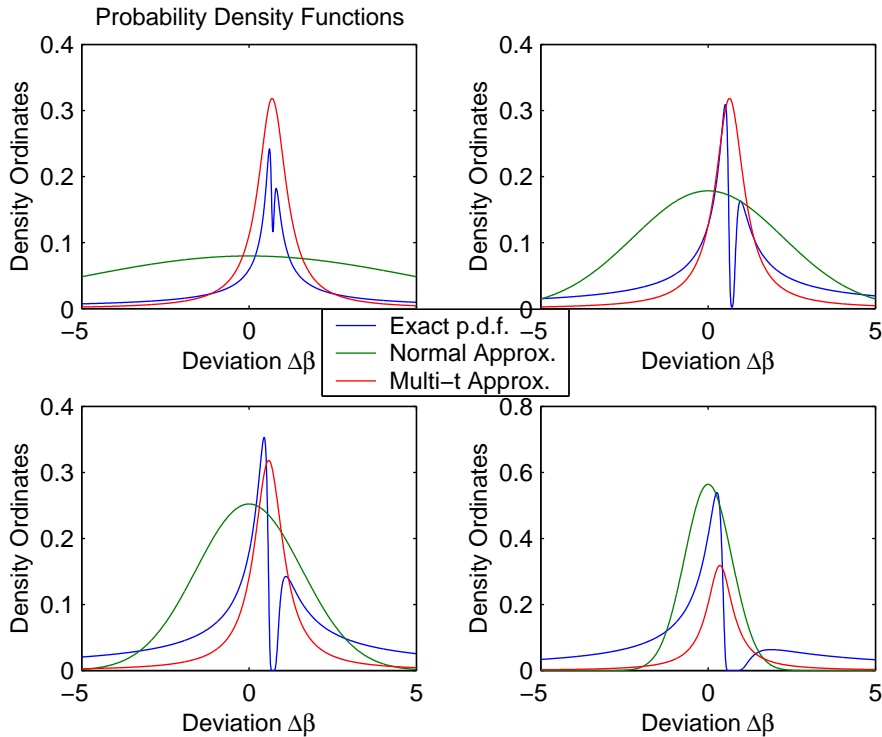 Probability Density Functions
0.4
0.3
0.2
0.1
0
Density Ordinates
−5
0
5
Deviation Δβ
0.4
0.3
0.2
0.1
0
Density Ordinates
−5
0
5
Deviation Δβ
Exact p.d.f.
Normal Approx.
Multi−t Approx.
0.4
0.3
0.2
0.1
0
Density Ordinates
−5
0
5
Deviation Δβ
0.8
0.6
0.4
0.2
0
Density Ordinates
−5
0
5
Deviation Δβ